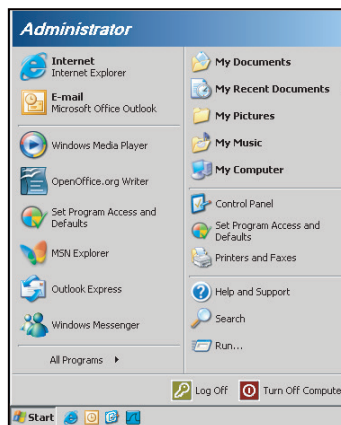 Administrator
Internet
Internet Explorer
E-mail
Microsoft Office Outlook
Windows Media Player
OpenOffice.org Writer
Set Program Access and
Defaults
MSN Explorer
Outlook Express
Windows Messenger
All Programs
My Documents
My Recent Documents
My Pictures
My Music
My Computer
Control Panel
Set Program Access and
Defaults
Printers and Faxes
Help and Support
Search
Run...
Log Off
Turn Off Compute
Start